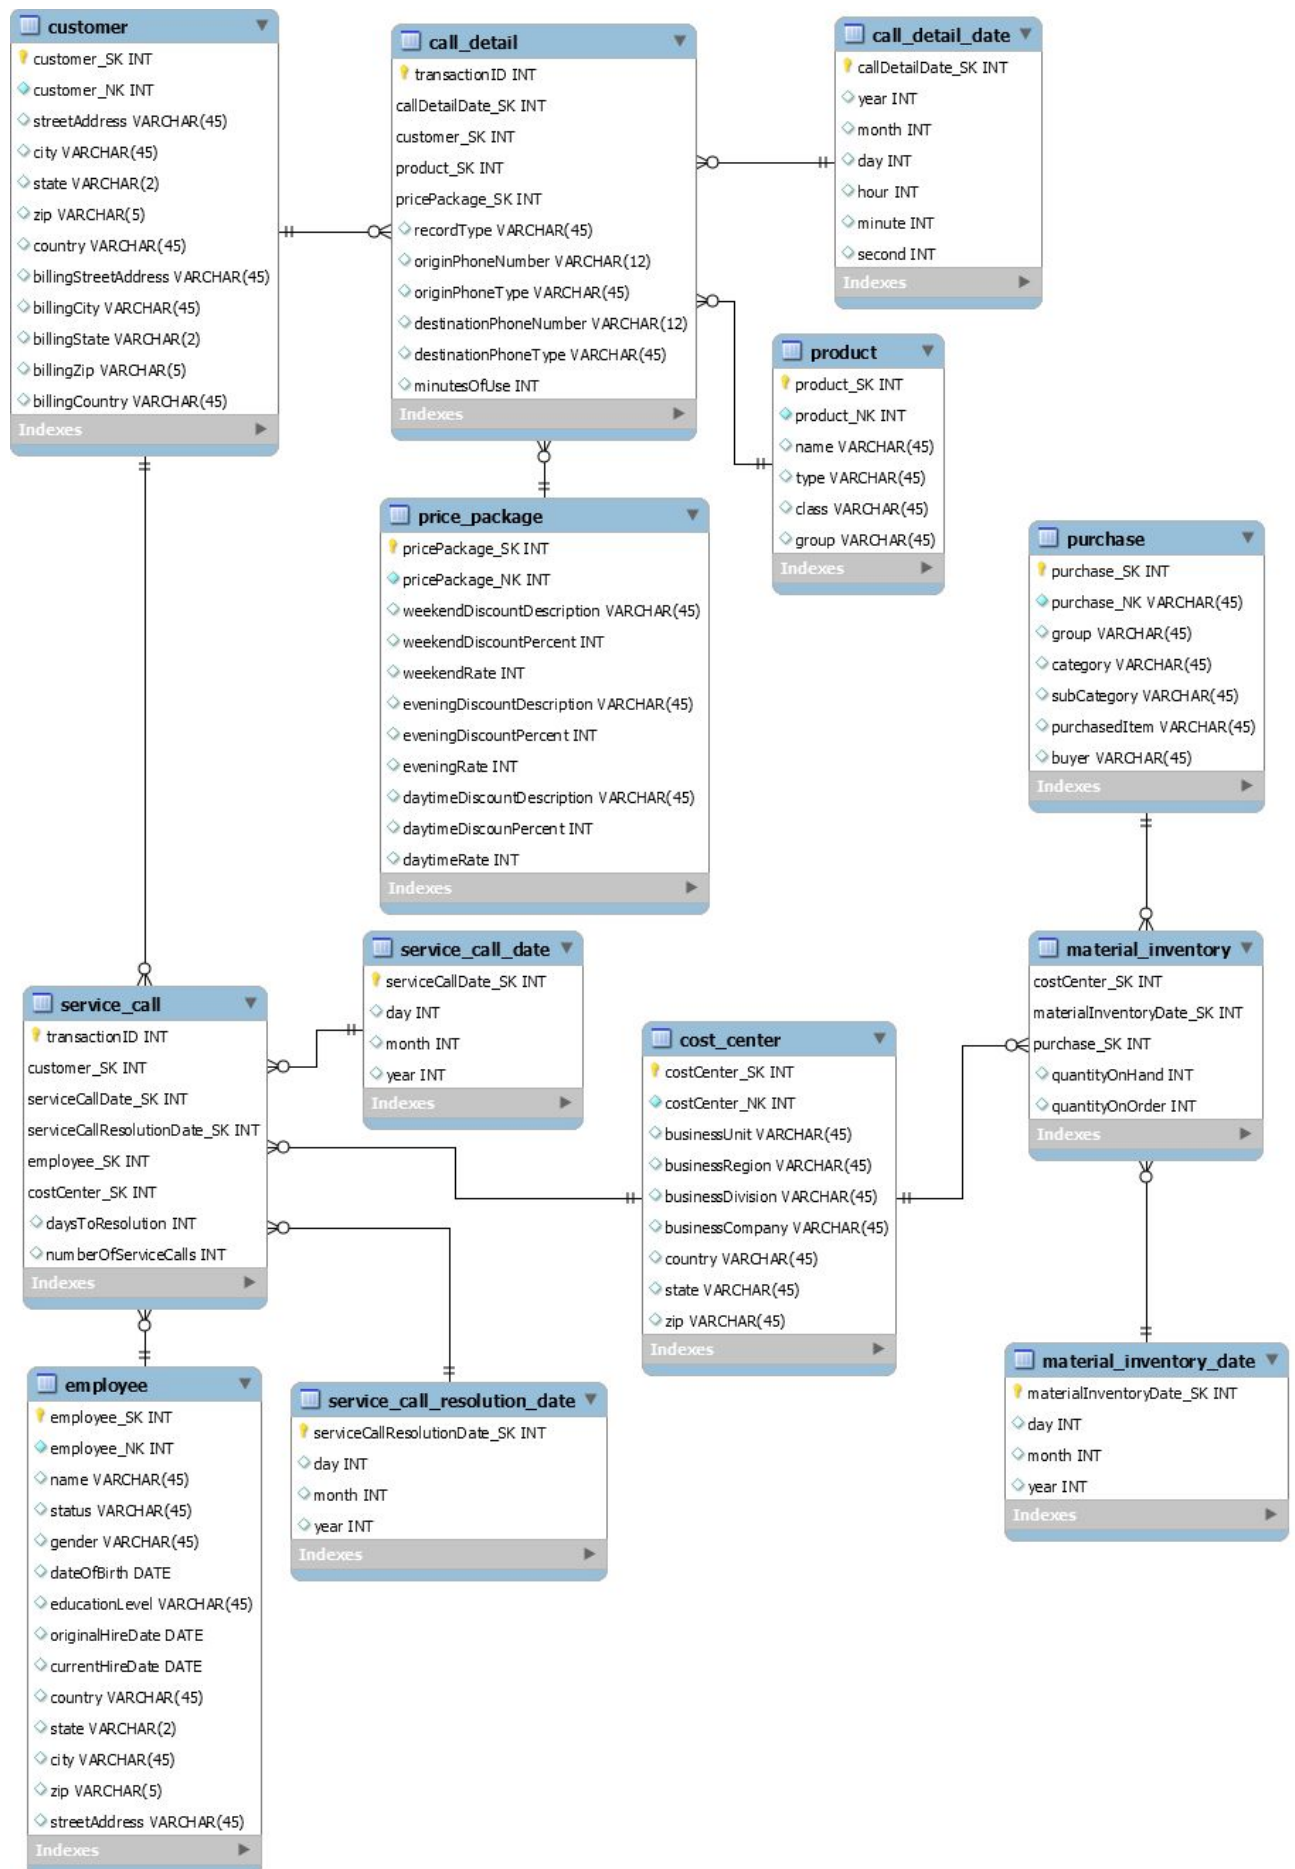 customer
customer_SK INT
customer_NK INT
streetAddress VARCHAR(45)
city VARCHAR(45)
state VARCHAR(2)
zip VARCHAR(5)
country VARCHAR(45)
billingStreetAddress VARCHAR(45)
billingCity VARCHAR(45)
billingState VARCHAR(2)
billingZip VARCHAR(5)
billingCountry VARCHAR(45)
Indexes
call_detail
transactionID INT
callDetailDate_SK INT
customer_SK INT
product_SK INT
pricePackage_SK INT
recordType VARCHAR(45)
originPhoneNumber VARCHAR(12)
originPhoneType VARCHAR(45)
destinationPhoneNumber VARCHAR(12)
destinationPhoneType VARCHAR(45)
minutesOfUse INT
Indexes
call_detail_date
callDetailDate_SK INT
year INT
month INT
day INT
hour INT
minute INT
second INT
Indexes
product
product_SK INT
product_NK INT
name VARCHAR(45)
type VARCHAR(45)
class VARCHAR(45)
group VARCHAR(45)
Indexes
price_package
pricePackage_SK INT
pricePackage_NK INT
weekendDiscountDescription VARCHAR(45)
weekendDiscountPercent INT
weekendRate INT
eveningDiscountDescription VARCHAR(45)
eveningDiscountPercent INT
eveningRate INT
daytimeDiscountDescription VARCHAR(45)
daytimeDiscounPercent INT
daytimeRate INT
Indexes
purchase
purchase_SK INT
purchase_NK VARCHAR(45)
group VARCHAR(45)
category VARCHAR(45)
subCategory VARCHAR(45)
purchasedItem VARCHAR(45)
buyer VARCHAR(45)
Indexes
service_call
transactionID INT
customer_SK INT
serviceCallDate_SK INT
serviceCallResolutionDate_SK INT
employee_SK INT
costCenter_SK INT
daysToResolution INT
numberOfServiceCalls INT
Indexes
service_call_date
serviceCallDate_SK INT
day INT
month INT
year INT
Indexes
cost_center
costCenter_SK INT
costCenter_NK INT
businessUnit VARCHAR(45)
businessRegion VARCHAR(45)
businessDivision VARCHAR(45)
businessCompany VARCHAR(45)
country VARCHAR(45)
state VARCHAR(45)
zip VARCHAR(45)
Indexes
material_inventory
costCenter_SK INT
materialInventoryDate_SK INT
purchase_SK INT
quantityOnHand INT
quantityOnOrder INT
Indexes
employee
employee_SK INT
employee_NK INT
name VARCHAR(45)
status VARCHAR(45)
gender VARCHAR(45)
dateOfBirth DATE
educationLevel VARCHAR(45)
originalHireDate DATE
currentHireDate DATE
country VARCHAR(45)
state VARCHAR(2)
city VARCHAR(45)
zip VARCHAR(5)
streetAddress VARCHAR(45)
Indexes
service_call_resolution_date
serviceCallResolutionDate_SK INT
day INT
month INT
year INT
Indexes
material_inventory_date
materialInventoryDate_SK INT
day INT
month INT
year INT
Indexes